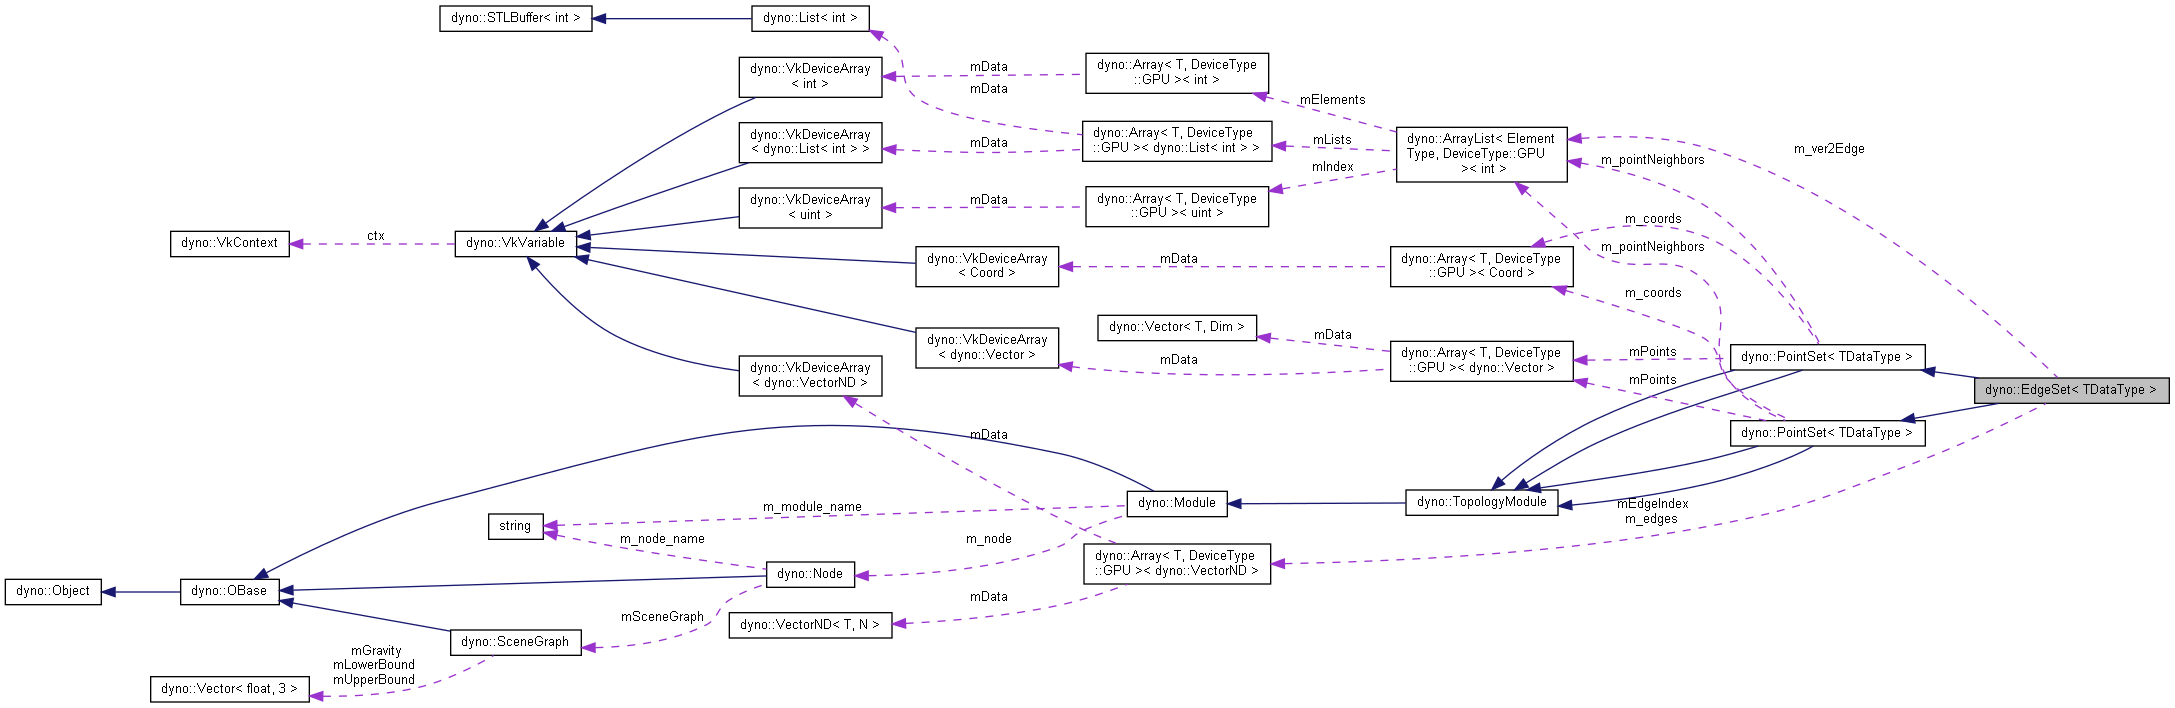 dyno::STLBuffer< int >
dyno::List< int >
dyno::VkDeviceArray
< int >
mData
mData
dyno::Array< T, DeviceType
::GPU >< int >
mElements
dyno::VkDeviceArray
< dyno::List< int > >
mData
dyno::Array< T, DeviceType
::GPU >< dyno::List< int > >
mLists
mIndex
dyno::ArrayList< Element
Type, DeviceType::GPU
>< int >
m_pointNeighbors
m_ver2Edge
dyno::VkDeviceArray
< uint >
mData
dyno::Array< T, DeviceType
::GPU >< uint >
m_coords
m_pointNeighbors
dyno::VkContext
ctx
dyno::VkVariable
dyno::VkDeviceArray
< Coord >
mData
dyno::Array< T, DeviceType
::GPU >< Coord >
m_coords
dyno::VkDeviceArray
< dyno::Vector >
dyno::Vector< T, Dim >
mData
mData
dyno::Array< T, DeviceType
::GPU >< dyno::Vector >
mPoints
mPoints
dyno::PointSet< TDataType >
dyno::EdgeSet< TDataType >
dyno::PointSet< TDataType >
dyno::VkDeviceArray
< dyno::VectorND >
mData
m_module_name
dyno::Module
dyno::TopologyModule
mEdgeIndex
m_edges
string
m_node_name
m_node
dyno::Array< T, DeviceType
::GPU >< dyno::VectorND >
dyno::Object
dyno::OBase
dyno::Node
mData
mSceneGraph
dyno::VectorND< T, N >
dyno::SceneGraph
mGravity
mLowerBound
mUpperBound
dyno::Vector< float, 3 >